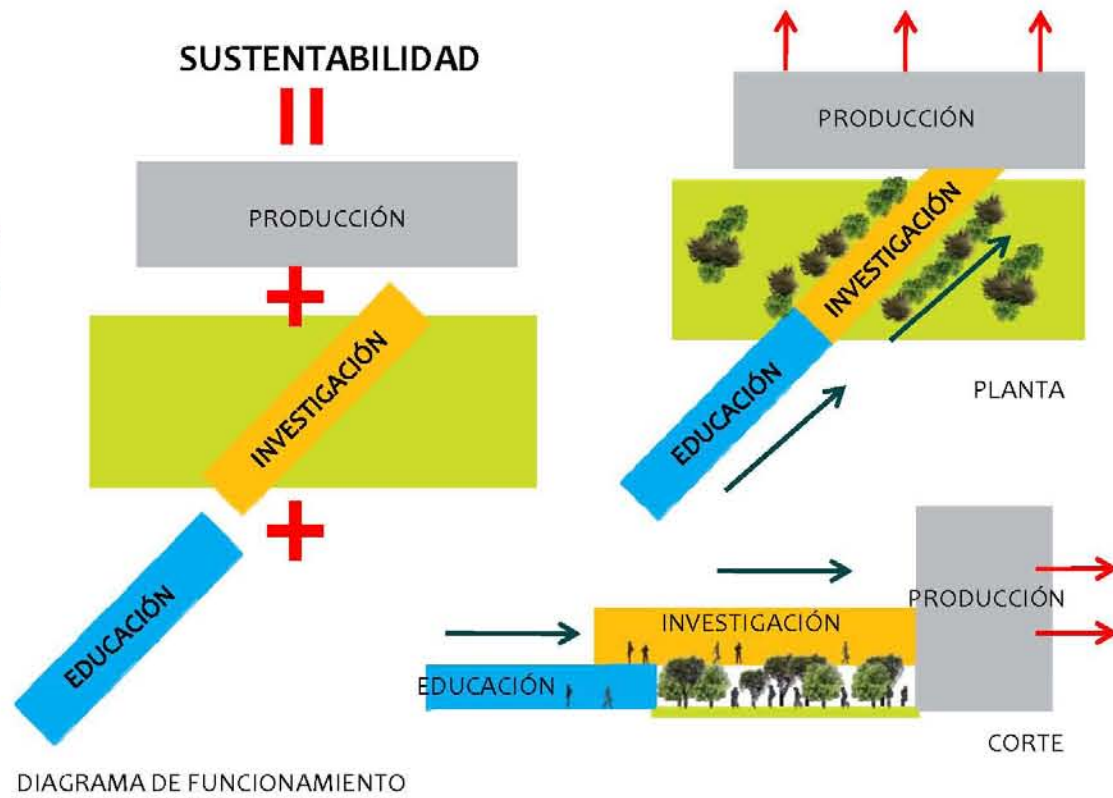 SUSTENTABILIDAD
PRODUCCIÓN
INVESTIGACIÓN
EDUCACIÓN
DIAGRAMA DE FUNCIONAMIENTO
PRODUCCIÓN
INVESTIGACIÓN
EDUCACIÓN
PLANTA
PRODUCCIÓN
INVESTIGACIÓN
EDUCACIÓN
CORTE